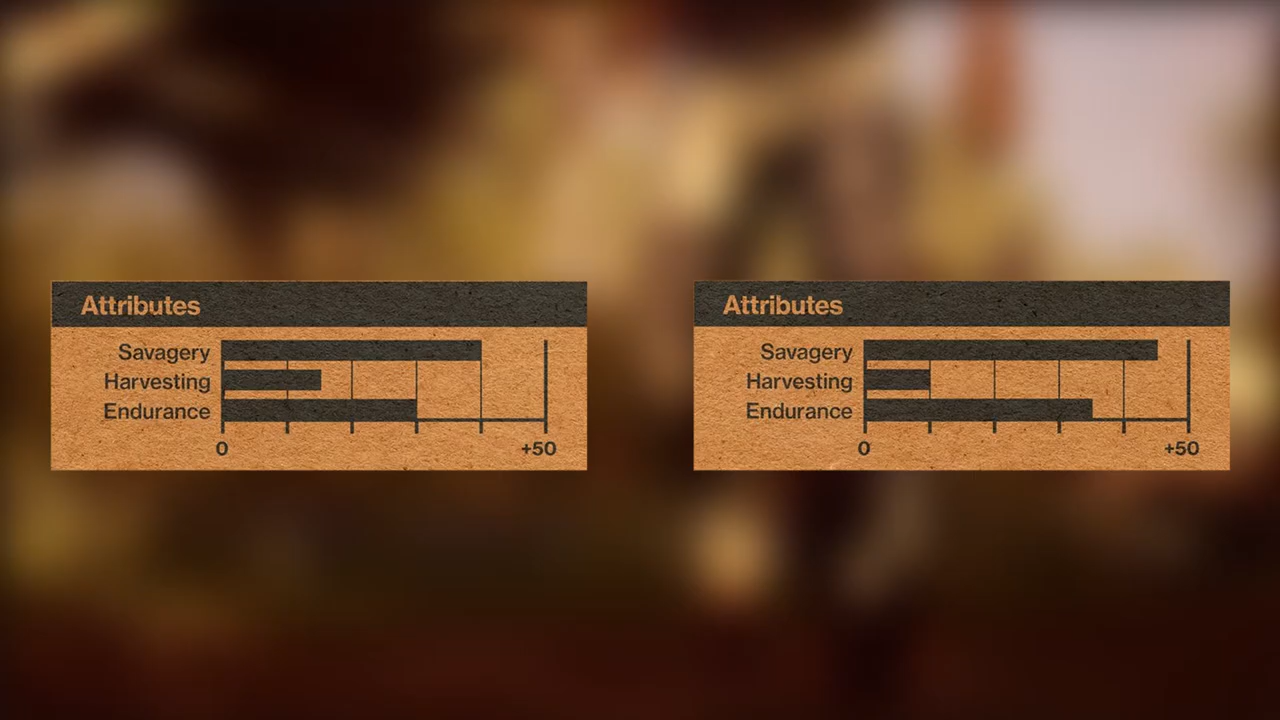 Attributes
Savagery
Harvesting
Endurance
0 +50
Attributes
Savagery
Harvesting
Endurance
0 +50